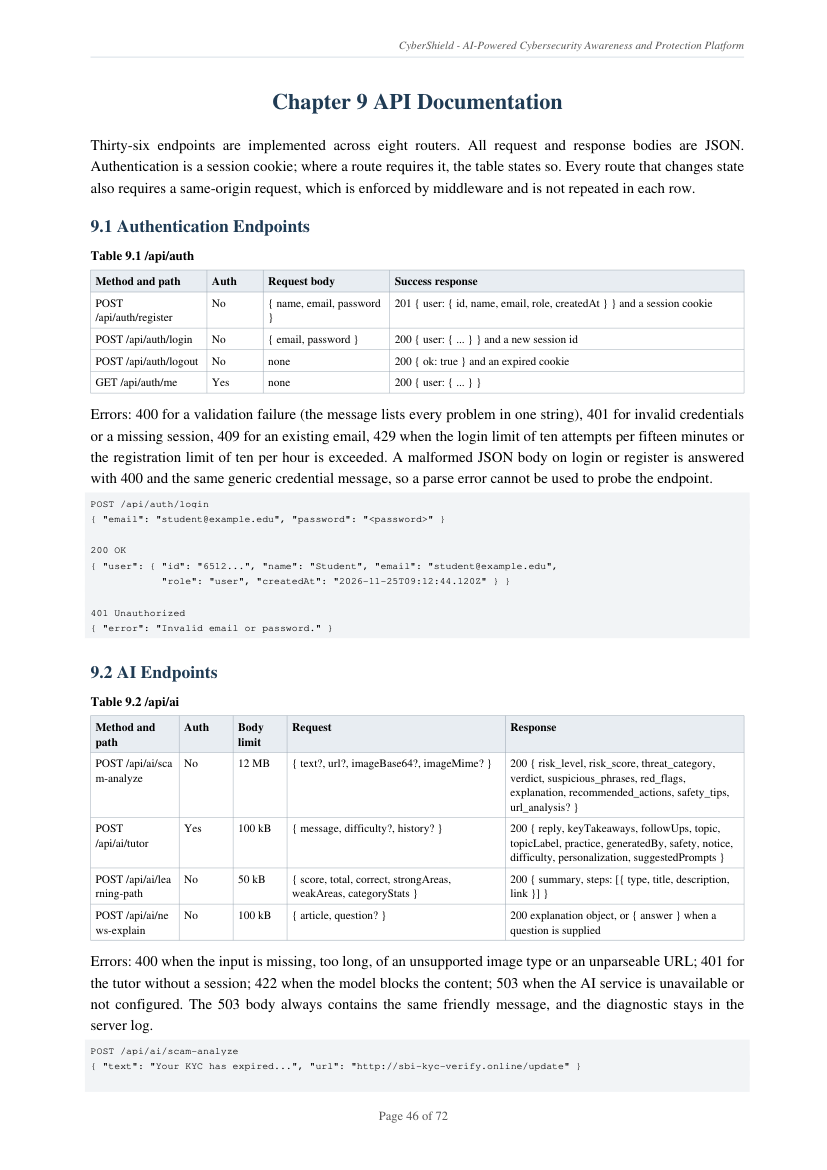 CyberShield - AI-Powered Cybersecurity Awareness and Protection Platform
Chapter 9 API Documentation
Thirty-six endpoints are implemented across eight routers. All request and response bodies are JSON.
Authentication is a session cookie; where a route requires it, the table states so. Every route that changes state
also requires a same-origin request, which is enforced by middleware and is not repeated in each row.
9.1 Authentication Endpoints
Table 9.1 /api/auth
Method and path Auth Request body Success response
POST /api/auth/register No { name, email, password } 201 { user: { id, name, email, role, createdAt } } and a session cookie
POST /api/auth/login No { email, password } 200 { user: { ... } } and a new session id
POST /api/auth/logout No none 200 { ok: true } and an expired cookie
GET /api/auth/me Yes none 200 { user: { ... } }
Errors: 400 for a validation failure (the message lists every problem in one string), 401 for invalid credentials
or a missing session, 409 for an existing email, 429 when the login limit of ten attempts per fifteen minutes or
the registration limit of ten per hour is exceeded. A malformed JSON body on login or register is answered
with 400 and the same generic credential message, so a parse error cannot be used to probe the endpoint.
POST /api/auth/login
{ "email": "student@example.edu", "password": "<password>" }
200 OK
{ "user": { "id": "6512...", "name": "Student", "email": "student@example.edu",
"role": "user", "createdAt": "2026-11-25T09:12:44.120Z" } }
401 Unauthorized
{ "error": "Invalid email or password." }
9.2 AI Endpoints
Table 9.2 /api/ai
Method and path Auth Body limit Request Response
POST /api/ai/scam-analyze No 12 MB { text?, url?, imageBase64?, imageMime? } 200 { risk_level, risk_score, threat_category, verdict, suspicious_phrases, red_flags, explanation, recommended_actions, safety_tips, url_analysis? }
POST /api/ai/tutor Yes 100 kB { message, difficulty?, history? } 200 { reply, keyTakeaways, followUps, topic, topicLabel, practice, generatedBy, safety, notice, difficulty, personalization, suggestedPrompts }
POST /api/ai/learning-path No 50 kB { score, total, correct, strongAreas, weakAreas, categoryStats } 200 { summary, steps: [{ type, title, description, link }] }
POST /api/ai/news-explain No 100 kB { article, question? } 200 explanation object, or { answer } when a question is supplied
Errors: 400 when the input is missing, too long, of an unsupported image type or an unparseable URL; 401 for
the tutor without a session; 422 when the model blocks the content; 503 when the AI service is unavailable or
not configured. The 503 body always contains the same friendly message, and the diagnostic stays in the
server log.
POST /api/ai/scam-analyze
{ "text": "Your KYC has expired...", "url": "http://sbi-kyc-verify.online/update" }
Page 46 of 72